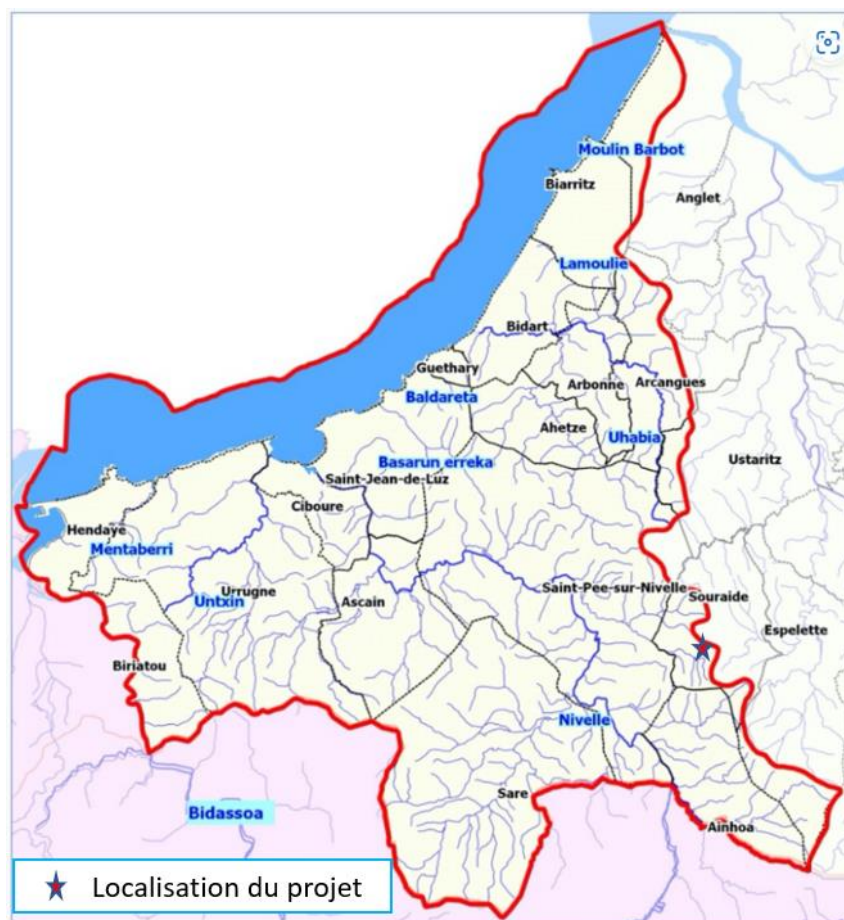 Moulin Barbot
Biarritz
Anglet
Lamoulie
Bidart
Guethary
Arbonne
Arcangues
Baldareta
Ahetze
Uhabia
Ustaritz
Basarun erreka
Saint-Jean-de-Luz
Ciboure
Hendaye
Mentaberri
Saint-Pee-sur-Nivelle
Souraide
Urrugne
Untxin
Ascain
Espelette
Biriatou
Nivelle
Sare
Bidassoa
Ainhoa
Localisation du projet